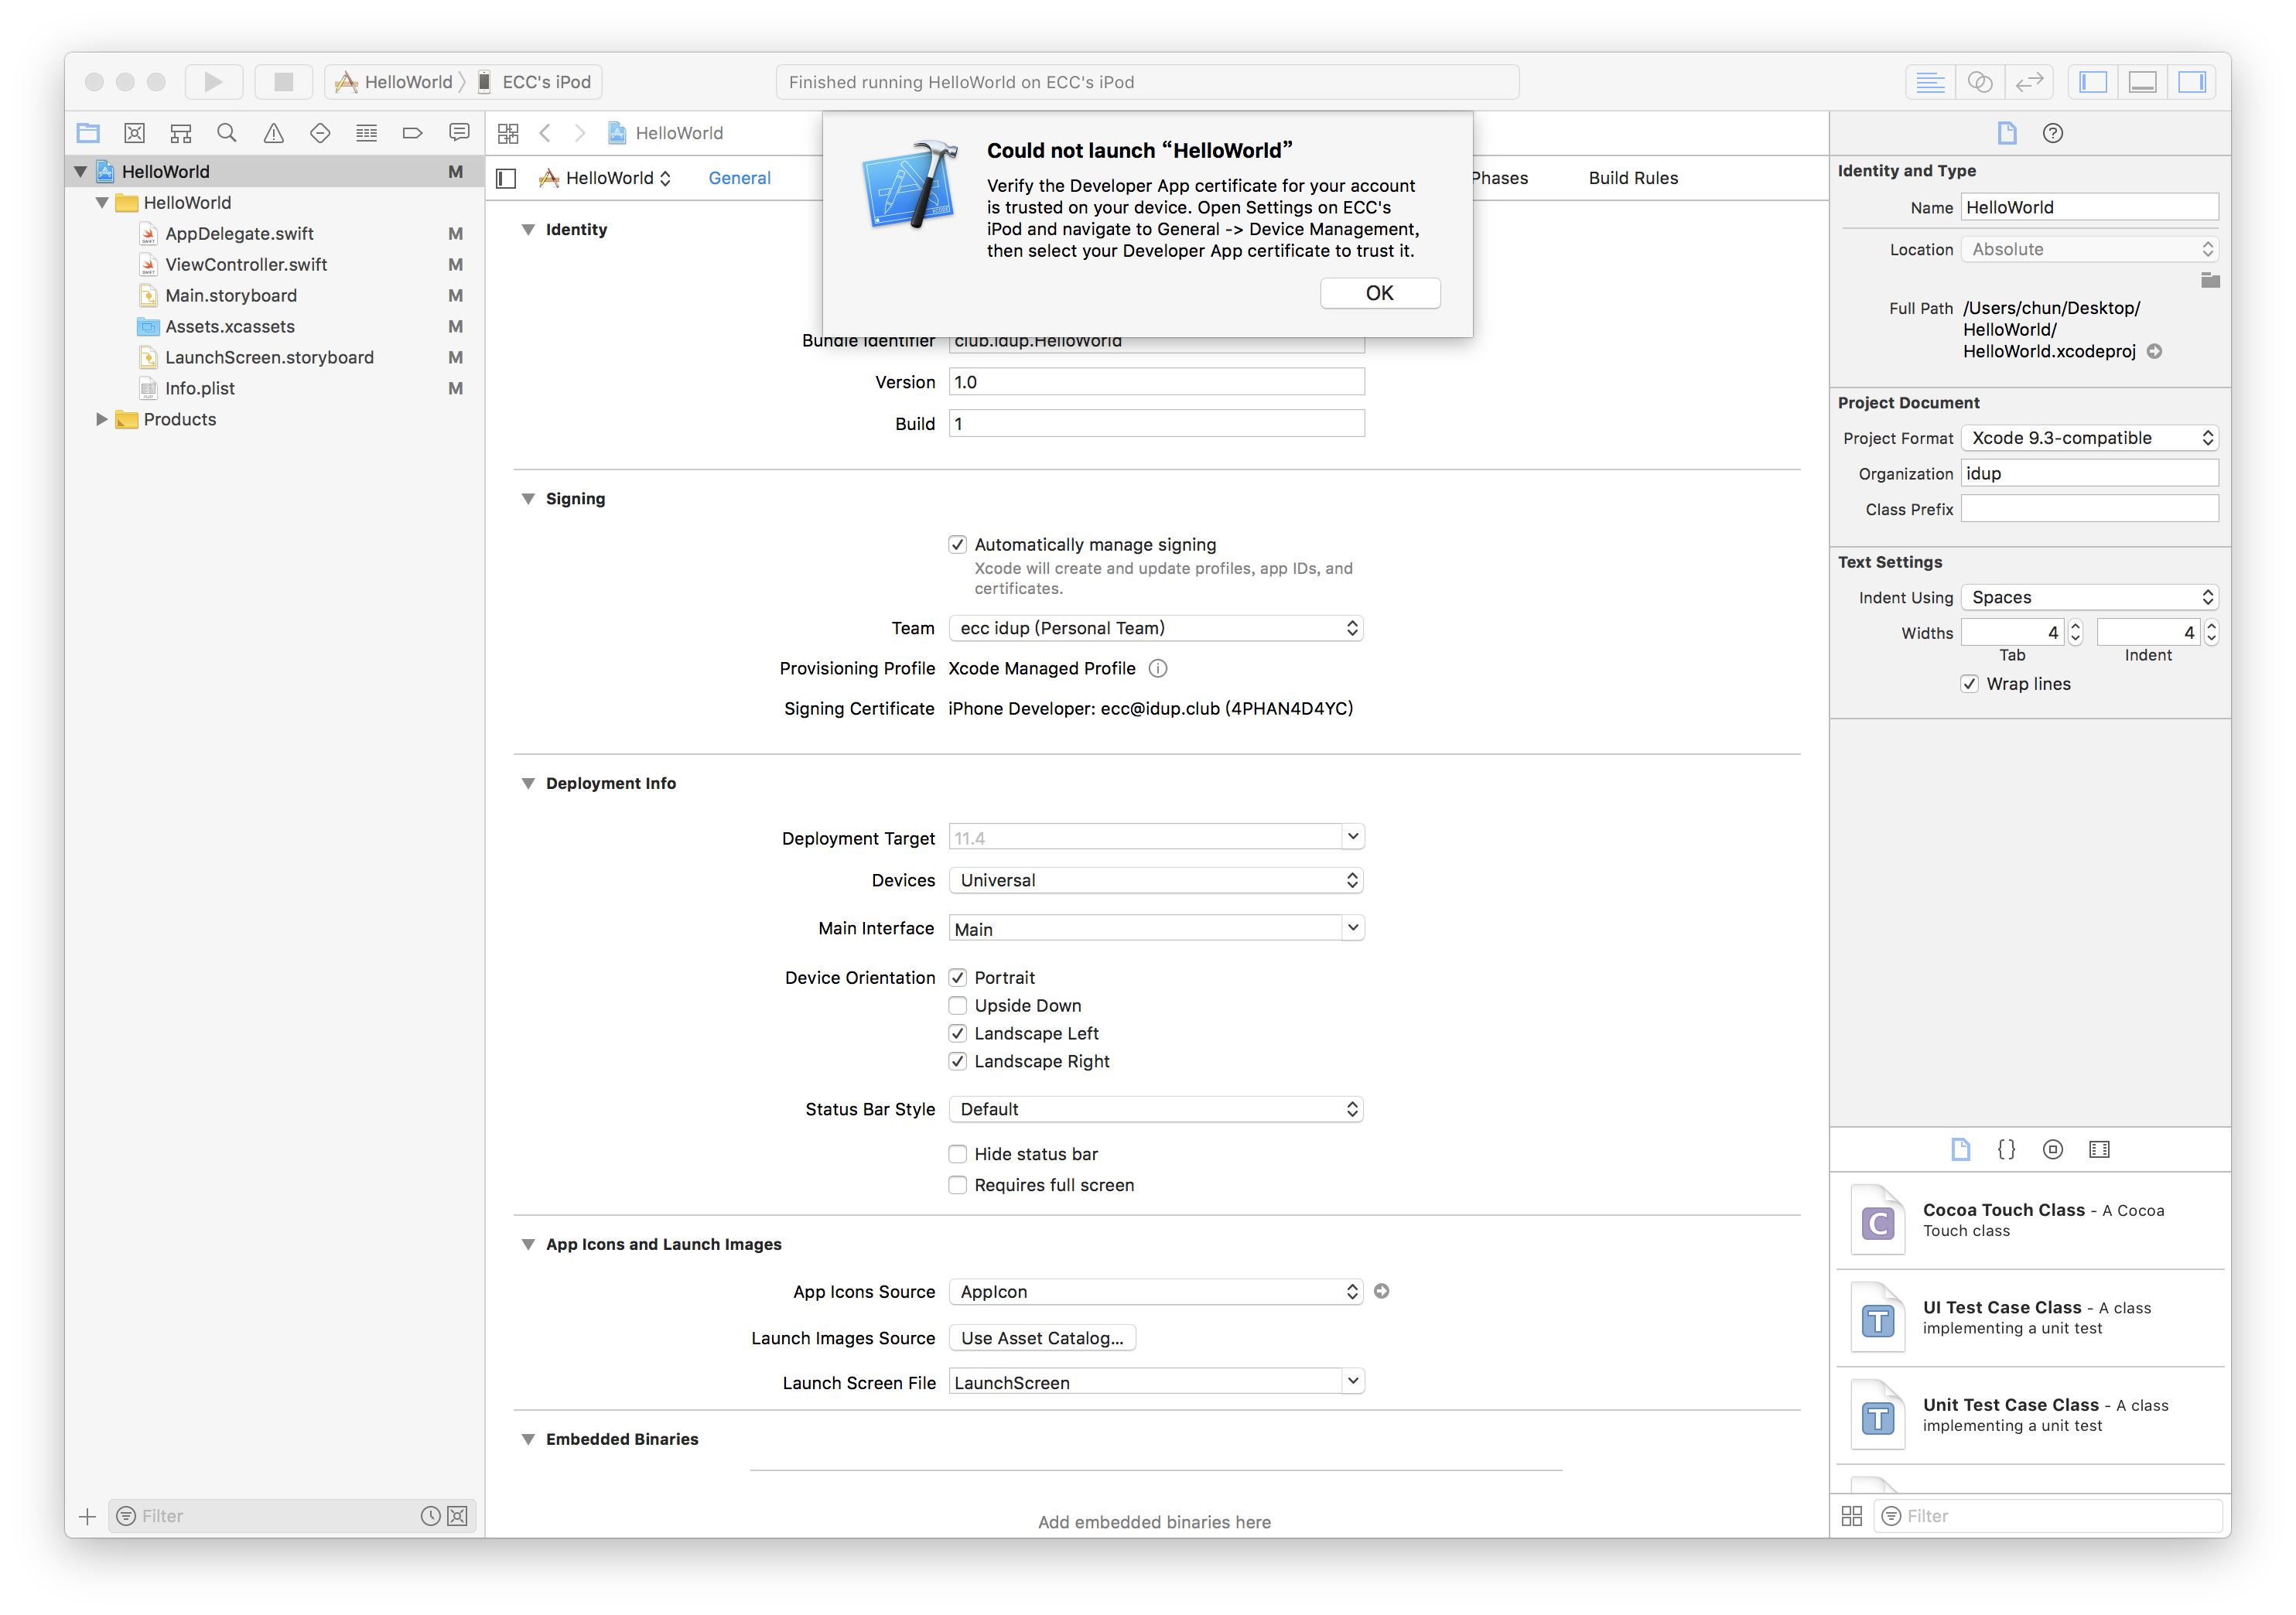 HelloWorld
ECC's iPod
Finished running HelloWorld on ECC's iPod
HelloWorld
M
HelloWorld
AppDelegate.swift
M
ViewController.swift
M
Main.storyboard
M
Assets.xcassets
M
LaunchScreen.storyboard
M
Info.plist
M
Products
Filter
HelloWorld
HelloWorld
General
Phases
Build Rules
Could not launch “HelloWorld”
Verify the Developer App certificate for your account
is trusted on your device. Open Settings on ECC's
iPod and navigate to General -> Device Management,
then select your Developer App certificate to trust it.
OK
Identity
Bundle Identifier
club.idup.HelloWorld
Version
1.0
Build
1
Signing
Automatically manage signing
Xcode will create and update profiles, app IDs, and
certificates.
Team
ecc idup (Personal Team)
Provisioning Profile
Xcode Managed Profile
Signing Certificate
iPhone Developer: ecc@idup.club (4PHAN4D4YC)
Deployment Info
Deployment Target
11.4
Devices
Universal
Main Interface
Main
Device Orientation
Portrait
Upside Down
Landscape Left
Landscape Right
Status Bar Style
Default
Hide status bar
Requires full screen
App Icons and Launch Images
App Icons Source
AppIcon
Launch Images Source
Use Asset Catalog...
Launch Screen File
LaunchScreen
Embedded Binaries
Add embedded binaries here
Identity and Type
Name
HelloWorld
Location
Absolute
Full Path
/Users/chun/Desktop/
HelloWorld/
HelloWorld.xcodeproj
Project Document
Project Format
Xcode 9.3-compatible
Organization
idup
Class Prefix
Text Settings
Indent Using
Spaces
Widths
4
4
Tab
Indent
Wrap lines
{}
C
Cocoa Touch Class - A Cocoa
Touch class
T
UI Test Case Class - A class
implementing a unit test
T
Unit Test Case Class - A class
implementing a unit test
Filter